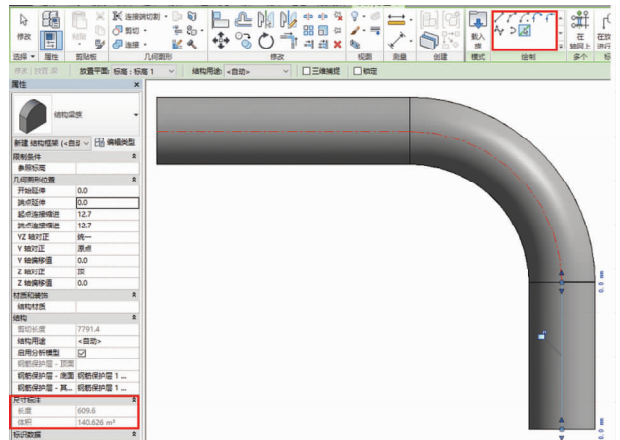 连接端切割
修改
粘贴
剪切
连接
载入
族
在
轴网上
在放
进行
选择 属性 剪贴板 几何图形 修改 视图 测量 创建 模式 绘制 多个 标
修改 | 放置 梁 放置平面: 标高 : 标高 1 结构用途: <自动> 三维捕捉 锁定
属性 ×
结构梁族
新建 结构框架 (<自动 编辑类型
限制条件
参照标高
几何图形位置
开始延伸 0.0
端点延伸 0.0
起点连接缩进 12.7
端点连接缩进 12.7
YZ 轴对正 统一
Y 轴对正 原点
Y 轴偏移值 0.0
Z 轴对正 顶
Z 轴偏移值 0.0
材质和装饰
结构材质
结构
剪切长度 7791.4
结构用途 <自动>
启用分析模型
钢筋保护层 - 顶面
钢筋保护层 - 底面 钢筋保护层 1 ...
钢筋保护层 - 其... 钢筋保护层 1 ...
尺寸标注
长度 609.6
体积 140.626 m³
标识数据
0.0 mm
0.0 mm